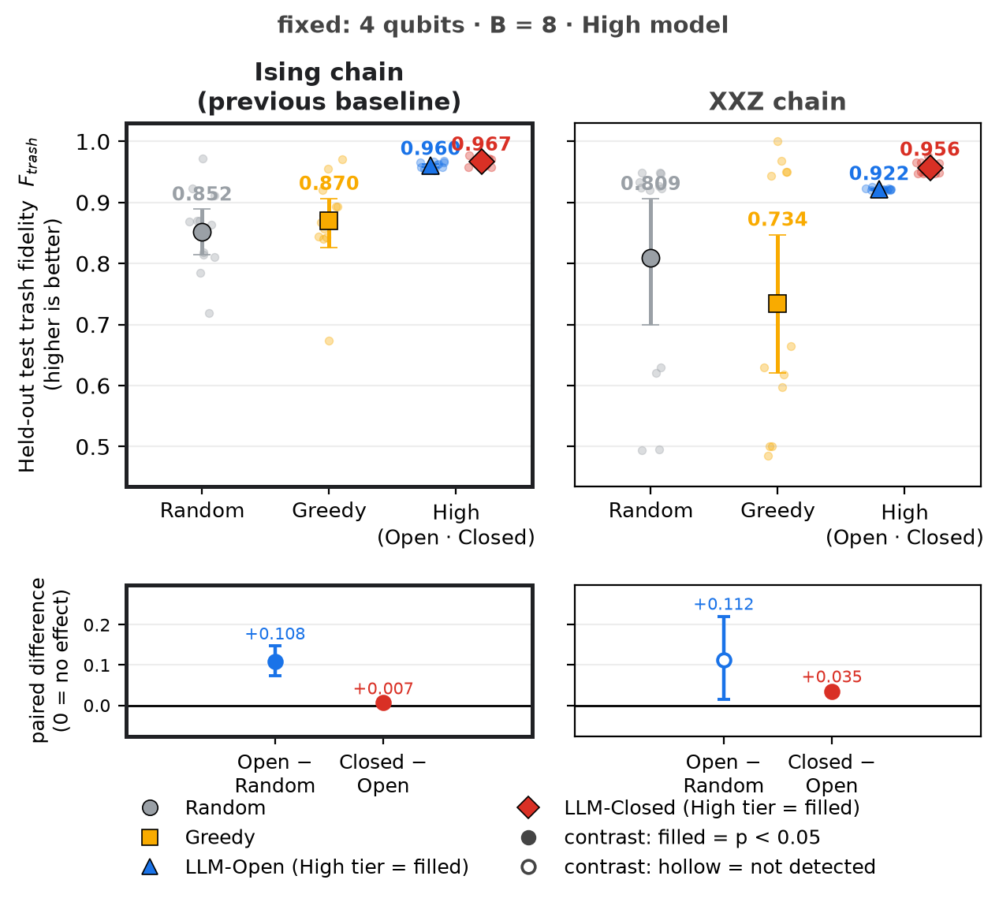 fixed: 4 qubits · B = 8 · High model
Ising chain
(previous baseline)
XXZ chain
Held-out test trash fidelity F_trash
(higher is better)
1.0
0.9
0.8
0.7
0.6
0.5
0.852
0.870
0.960
0.967
0.809
0.734
0.922
0.956
Random
Greedy
High
(Open · Closed)
Random
Greedy
High
(Open · Closed)
paired difference
(0 = no effect)
0.2
0.1
0.0
+0.108
+0.007
+0.112
+0.035
Open −
Random
Closed −
Open
Open −
Random
Closed −
Open
Random
Greedy
LLM-Open (High tier = filled)
LLM-Closed (High tier = filled)
contrast: filled = p < 0.05
contrast: hollow = not detected